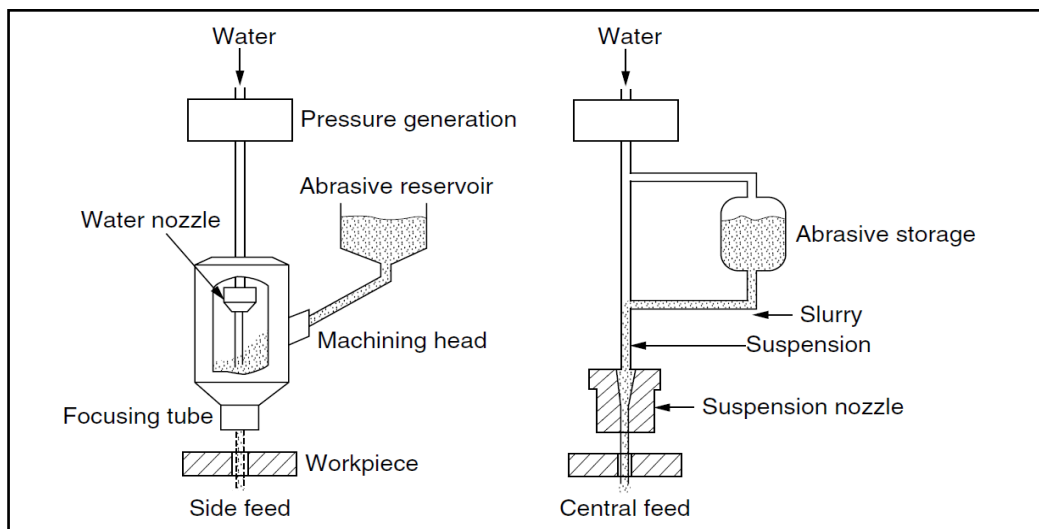 Water
Pressure generation
Abrasive reservoir
Water nozzle
Machining head
Focusing tube
Workpiece
Side feed
Water
Abrasive storage
Slurry
Suspension
Suspension nozzle
Central feed